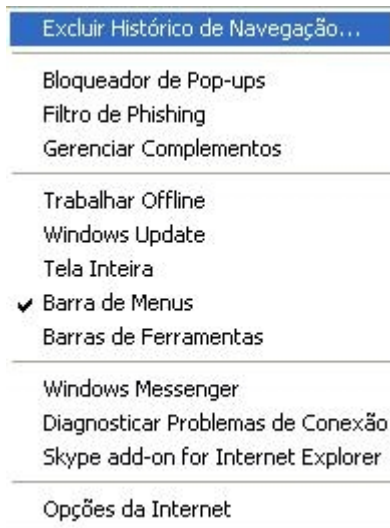 Excluir Histórico de Navegação...
Bloqueador de Pop-ups
Filtro de Phishing
Gerenciar Complementos
Trabalhar Offline
Windows Update
Tela Inteira
Barra de Menus
Barras de Ferramentas
Windows Messenger
Diagnosticar Problemas de Conexão
Skype add-on for Internet Explorer
Opções da Internet